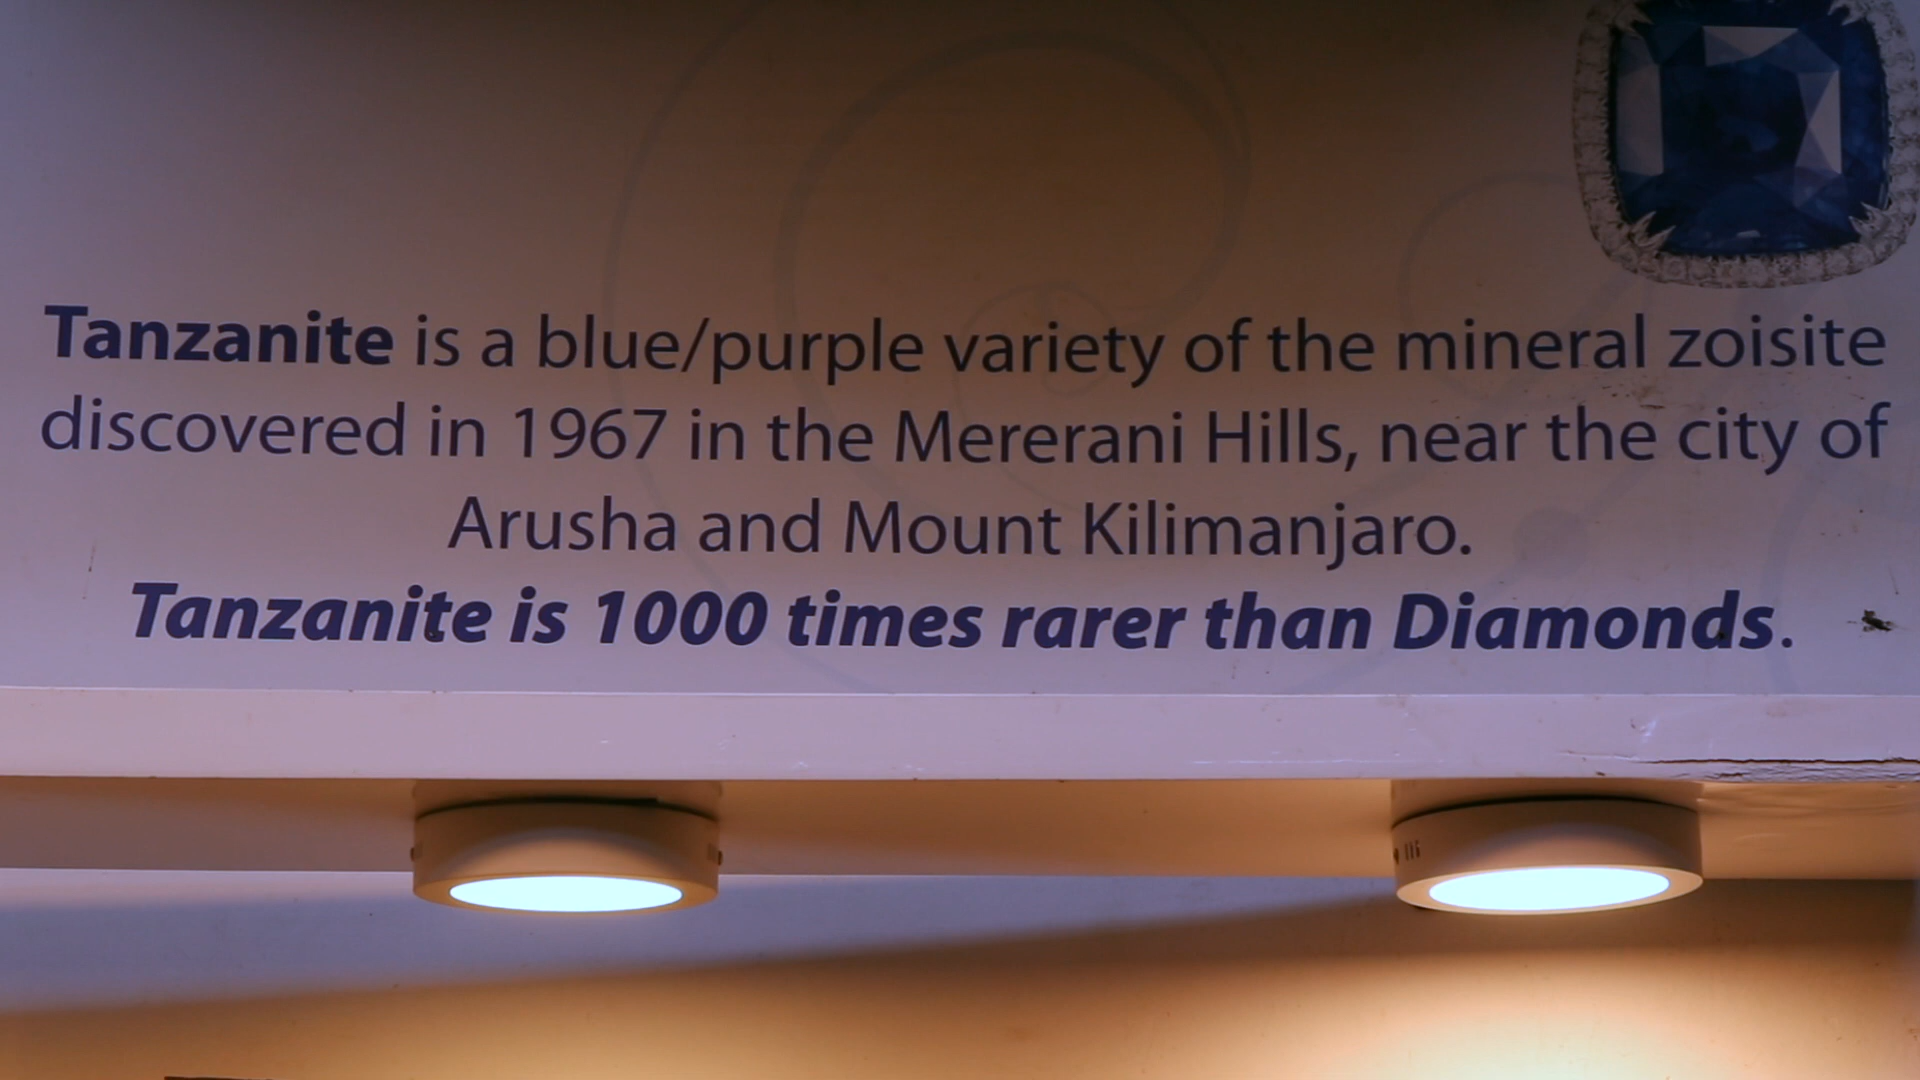 Tanzanite is a blue/purple variety of the mineral zoisite
discovered in 1967 in the Mererani Hills, near the city of
Arusha and Mount Kilimanjaro.
Tanzanite is 1000 times rarer than Diamonds.